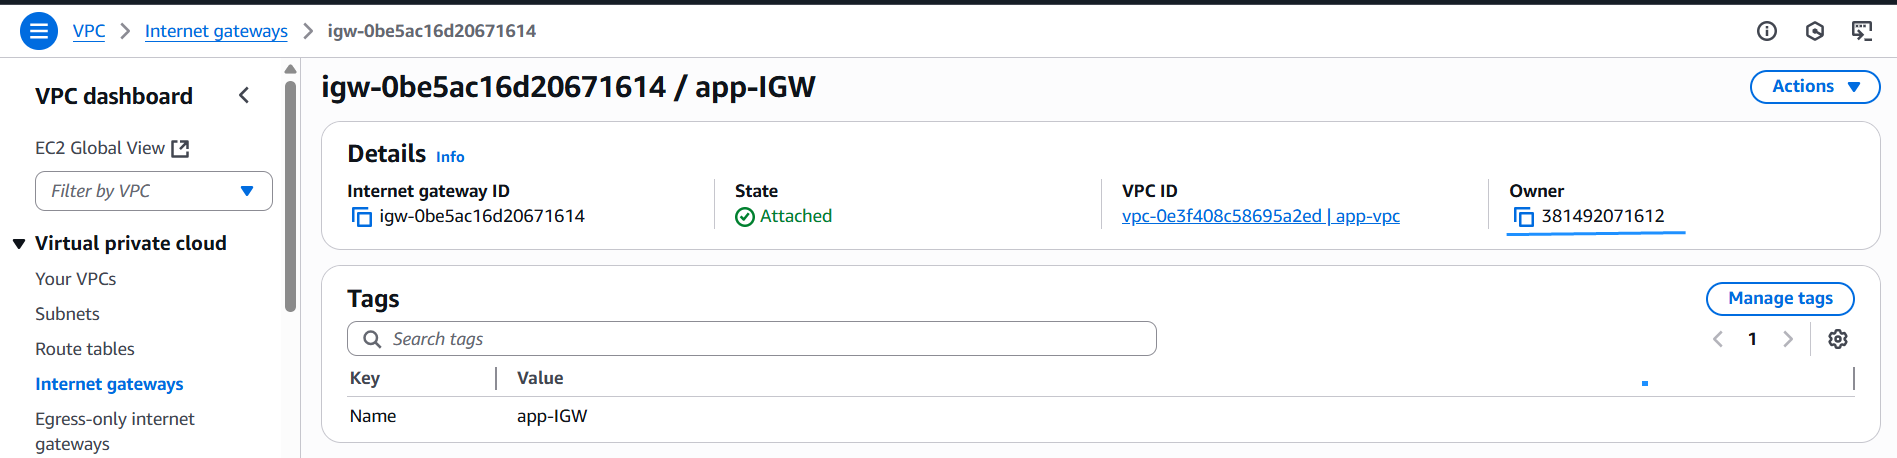 VPC > Internet gateways > igw-0be5ac16d20671614
VPC dashboard
EC2 Global View
Filter by VPC
Virtual private cloud
Your VPCs
Subnets
Route tables
Internet gateways
Egress-only internet
gateways
igw-0be5ac16d20671614 / app-IGW
Actions
Details Info
Internet gateway ID
igw-0be5ac16d20671614
State
Attached
VPC ID
vpc-0e3f408c58695a2ed | app-vpc
Owner
381492071612
Tags
Manage tags
Search tags
1
Key Value
Name app-IGW